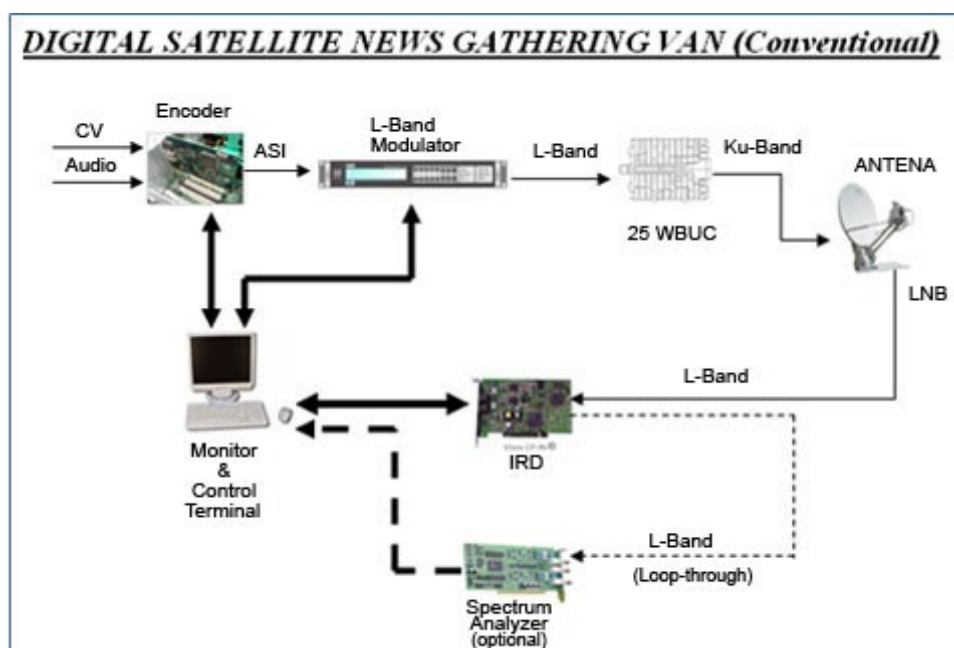 DIGITAL SATELLITE NEWS GATHERING VAN (Conventional)
Encoder
CV
Audio
ASI
L-Band
Modulator
L-Band
Ku-Band
ANTENA
25 WBUC
LNB
L-Band
Monitor
&
Control
Terminal
IRD
L-Band
(Loop-through)
Spectrum
Analyzer
(optional)